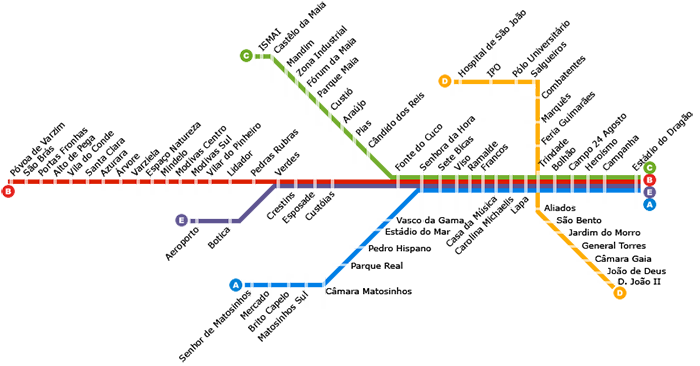 C
ISMAI
Castêlo da Maia
Mandim
Zona Industrial
Fórum da Maia
Parque Maia
Custió
Araújo
Pias
Cândido dos Reis
Fonte do Cuco
Senhora da Hora
Sete Bicas
Viso
Ramalde
Francos
D
Hospital de São João
IPO
Pólo Universitário
Salgueiros
Combatentes
Marquês
Feria Guimarães
Trindade
Bolhão
Campo 24 Agosto
Heroismo
Campanha
Estádio do Dragão
Póvoa de Varzim
São Brás
Portas Fronhas
Alto de Pega
Vila do Conde
Santa Clara
Azurara
Árvore
Varziela
Espaço Natureza
Mindelo
Modivas Centro
Modivas Sul
Vilar do Pinheiro
Lidador
Pedras Rubras
Verdes
B
C
B
E
A
E
Aeroporto
Botica
Crestins
Esposade
Custóias
Vasco da Gama
Estádio do Mar
Pedro Hispano
Parque Real
Câmara Matosinhos
A
Senhor de Matosinhos
Mercado
Brito Capelo
Matosinhos Sul
Casa da Música
Carolina Michaelis
Lapa
Aliados
São Bento
Jardim do Morro
General Torres
Câmara Gaia
João de Deus
D. João II
D